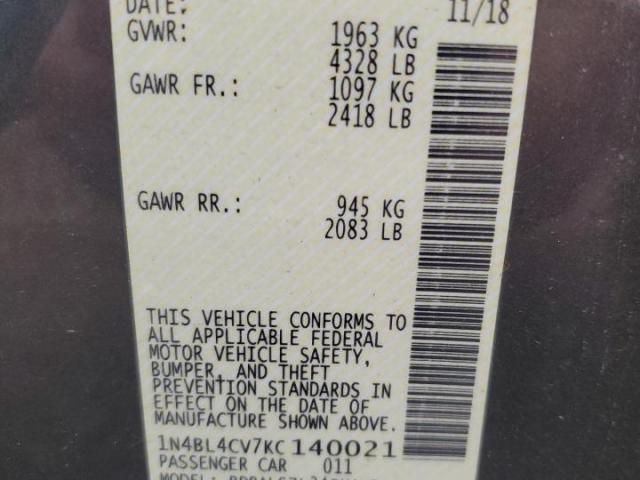 DATE: 11/18
GVWR: 1963 KG
4328 LB
GAWR FR.: 1097 KG
2418 LB
GAWR RR.: 945 KG
2083 LB
THIS VEHICLE CONFORMS TO
ALL APPLICABLE FEDERAL
MOTOR VEHICLE SAFETY,
BUMPER, AND THEFT
PREVENTION STANDARDS IN
EFFECT ON THE DATE OF
MANUFACTURE SHOWN ABOVE.
1N4BL4CV7KC140021
PASSENGER CAR 011